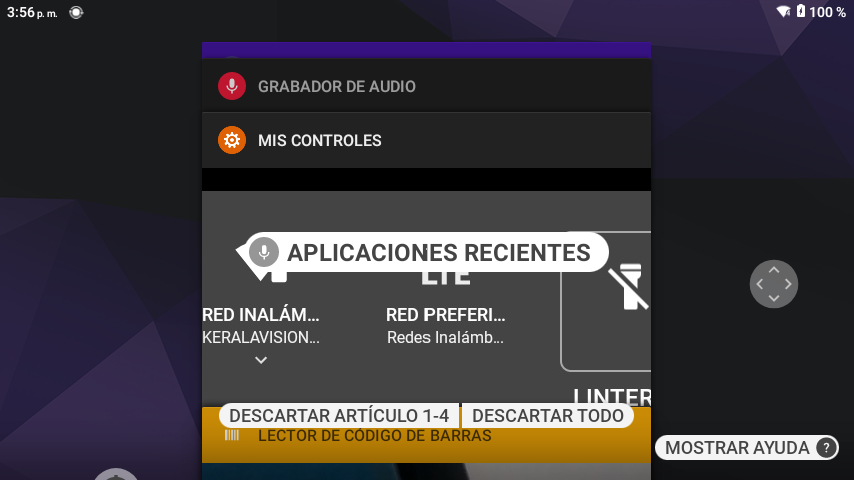 3:56 p. m.
100 %
GRABADOR DE AUDIO
MIS CONTROLES
APLICACIONES RECIENTES
LTE
RED INALÁM...
RED PREFERI...
KERALAVISION...
Redes Inalámb...
LINTER
DESCARTAR ARTÍCULO 1-4
DESCARTAR TODO
LECTOR DE CÓDIGO DE BARRAS
MOSTRAR AYUDA ?